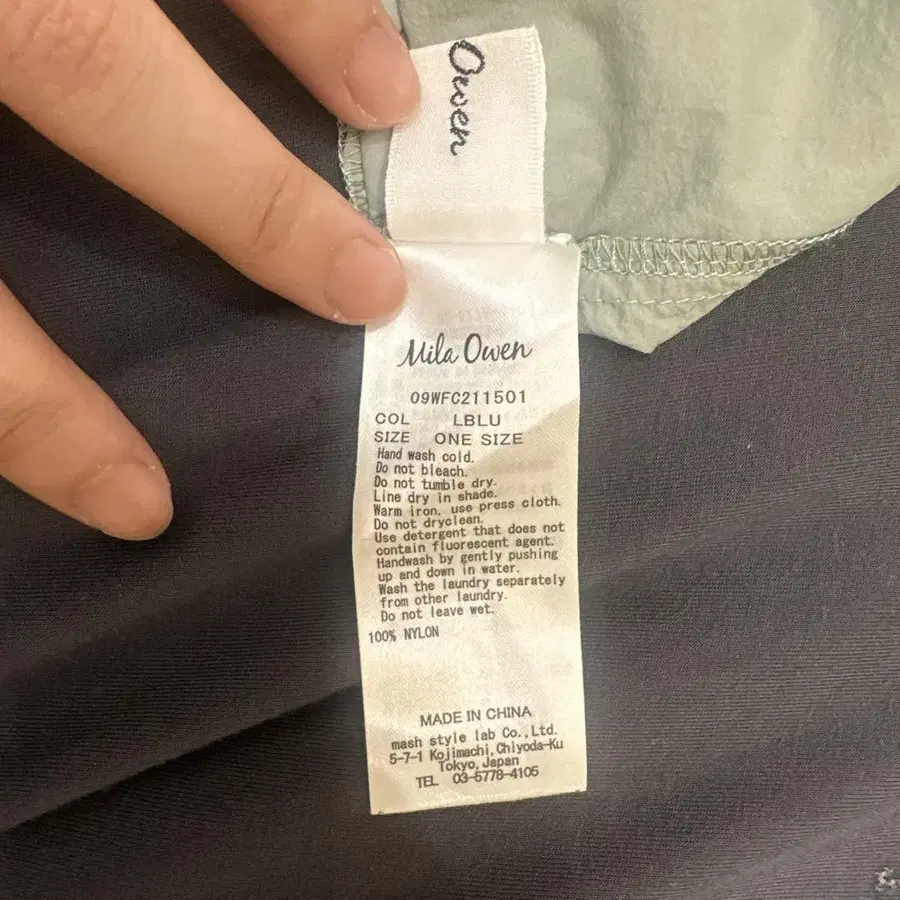 Owen
Mila Owen
09WFC211501
COL LBLU
SIZE ONE SIZE
Hand wash cold.
Do not bleach.
Do not tumble dry.
Line dry in shade.
Warm iron, use press cloth.
Do not dryclean.
Use detergent that does not
contain fluorescent agent.
Handwash by gently pushing
up and down in water.
Wash the laundry separately
from other laundry.
Do not leave wet.
100% NYLON
MADE IN CHINA
mash style lab Co.,Ltd.
5-7-1 Kojimachi,Chiyoda-Ku
Tokyo,Japan
TEL 03-5778-4105